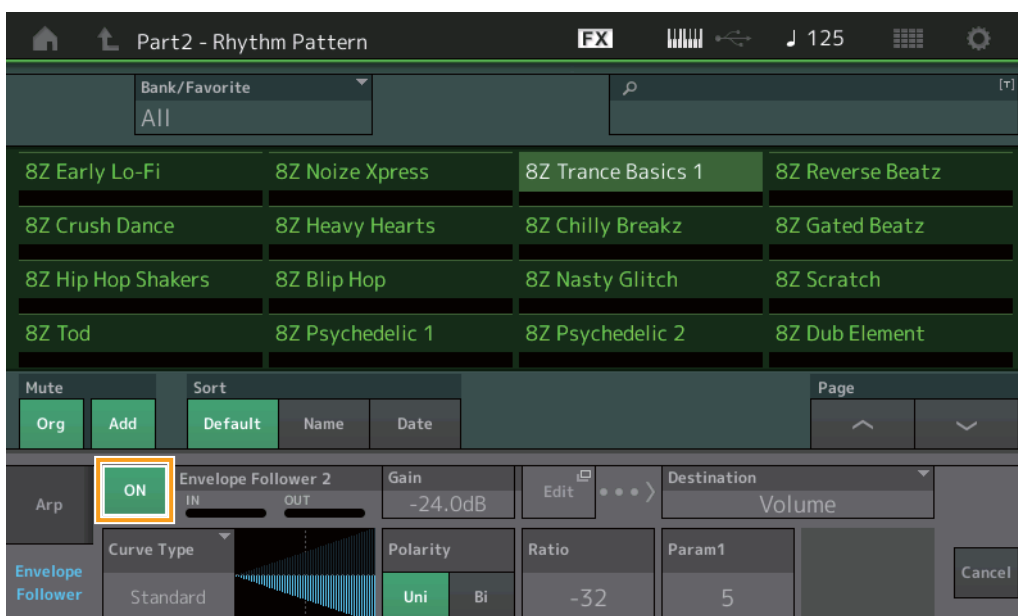 Part2 - Rhythm Pattern FX ♩ 125
Bank/Favorite [T]
All
8Z Early Lo-Fi 8Z Noize Xpress 8Z Trance Basics 1 8Z Reverse Beatz
8Z Crush Dance 8Z Heavy Hearts 8Z Chilly Breakz 8Z Gated Beatz
8Z Hip Hop Shakers 8Z Blip Hop 8Z Nasty Glitch 8Z Scratch
8Z Tod 8Z Psychedelic 1 8Z Psychedelic 2 8Z Dub Element
Mute Sort Page
Org Add Default Name Date
Arp ON Envelope Follower 2 IN OUT Gain -24.0dB Edit Destination Volume
Envelope Follower Curve Type Standard Polarity Uni Bi Ratio -32 Param1 5 Cancel